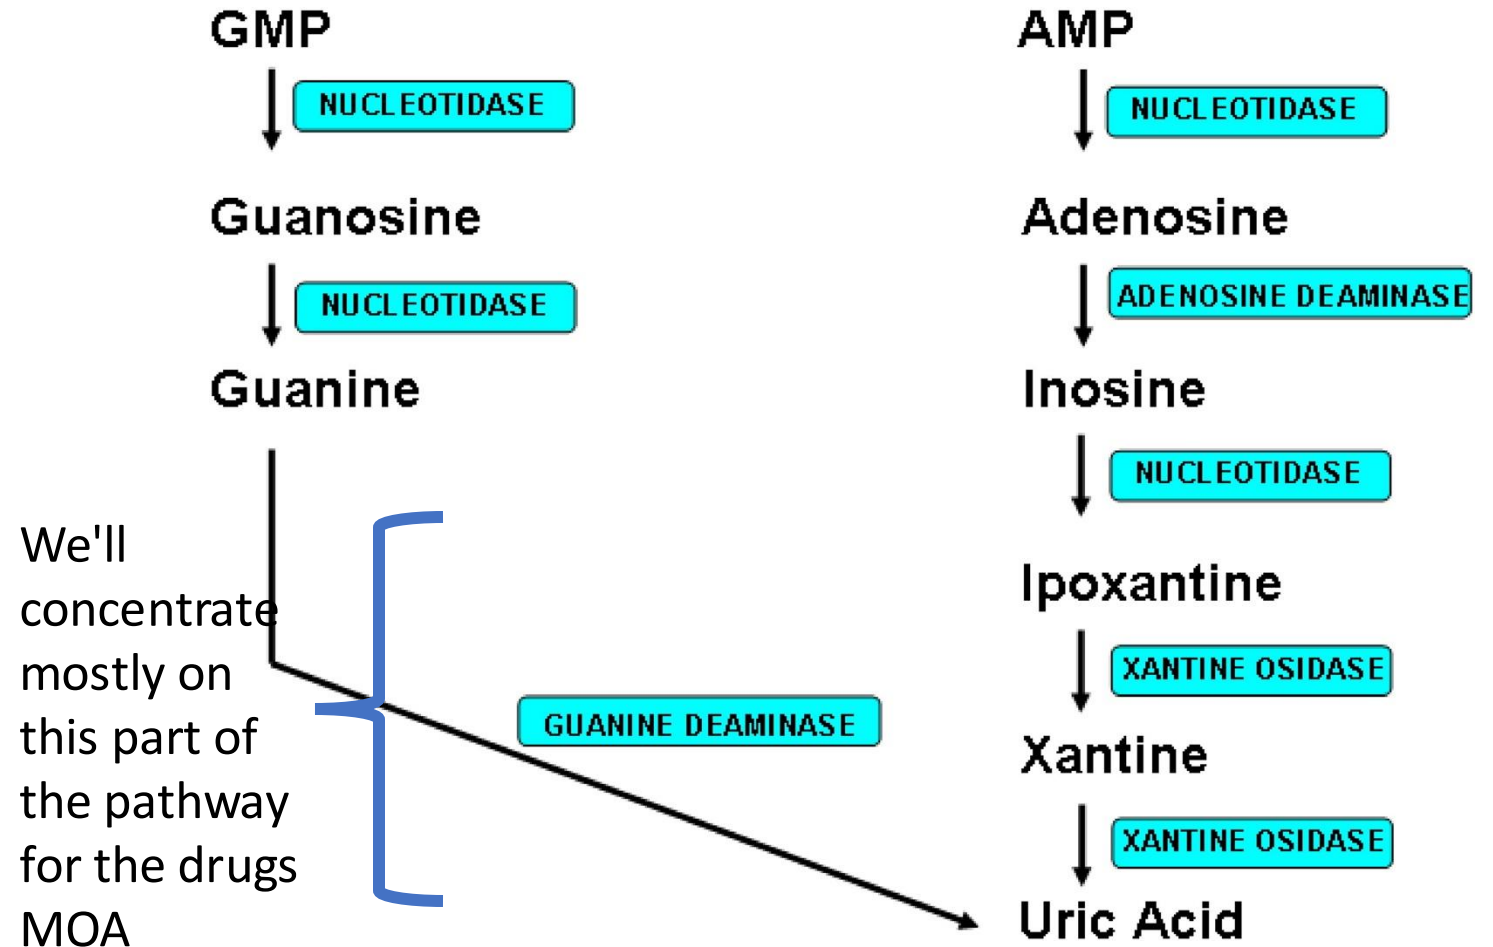 GMP
NUCLEOTIDASE
Guanosine
NUCLEOTIDASE
Guanine
We'll
concentrate
mostly on
this part of
the pathway
for the drugs
MOA
GUANINE DEAMINASE
AMP
NUCLEOTIDASE
Adenosine
ADENOSINE DEAMINASE
Inosine
NUCLEOTIDASE
Ipoxantine
XANTINE OSIDASE
Xantine
XANTINE OSIDASE
Uric Acid